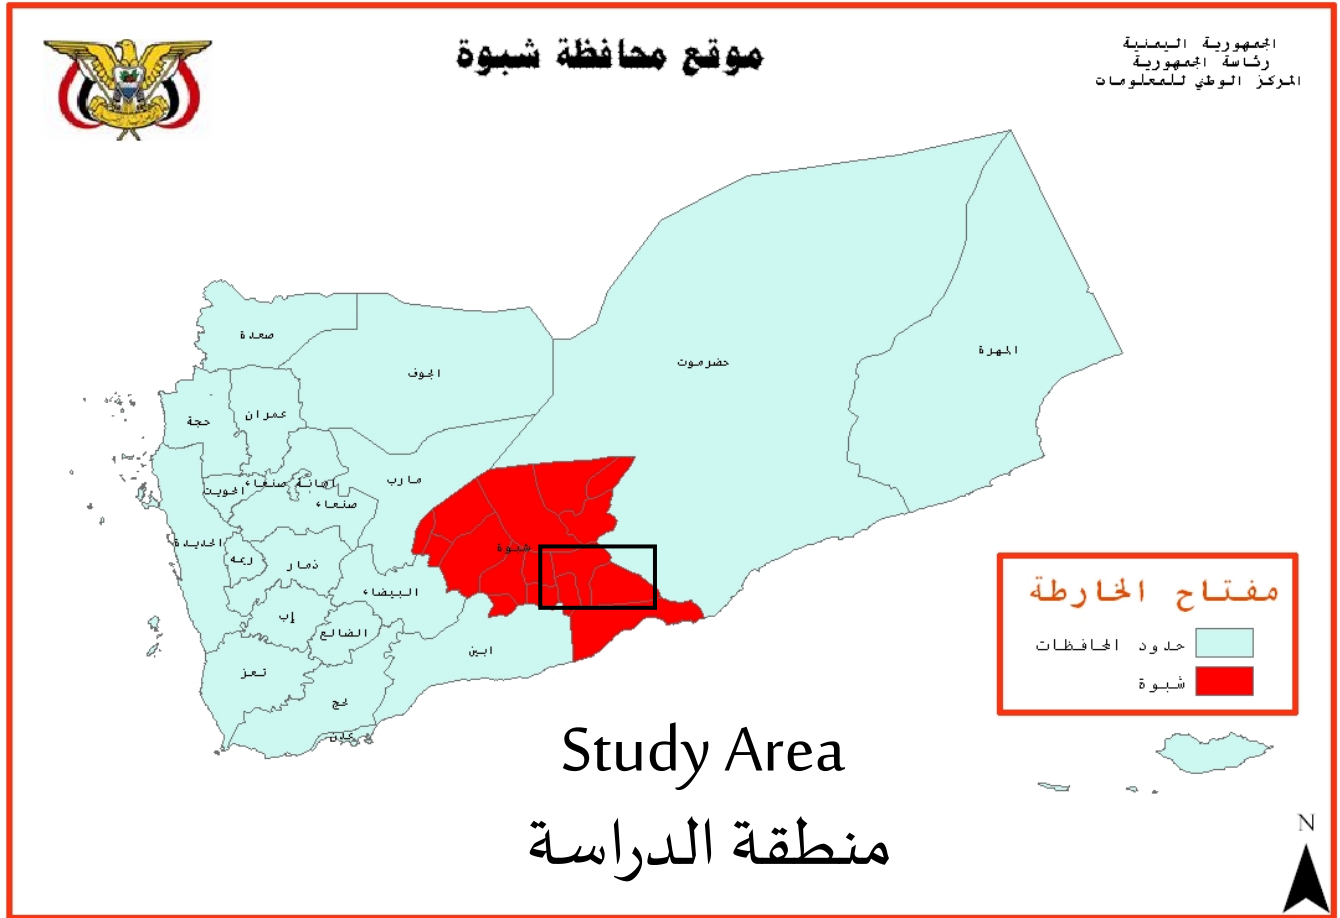 موقع محافظة شبوة
الجمهورية اليمنية
رئاسة الجمهورية
المركز الوطني للمعلومات
صعدة
الجوف
حضرموت
المهرة
حجة
عمران
مارب
المحويت
صنعاء
امانة
صنعاء
الحديدة
ريمه
ذمار
شبوة
البيضاء
إب
الضالع
ابين
تعز
لحج
عدن
مفتاح الخارطة
حدود المحافظات
شبوة
Study Area
منطقة الدراسة
N